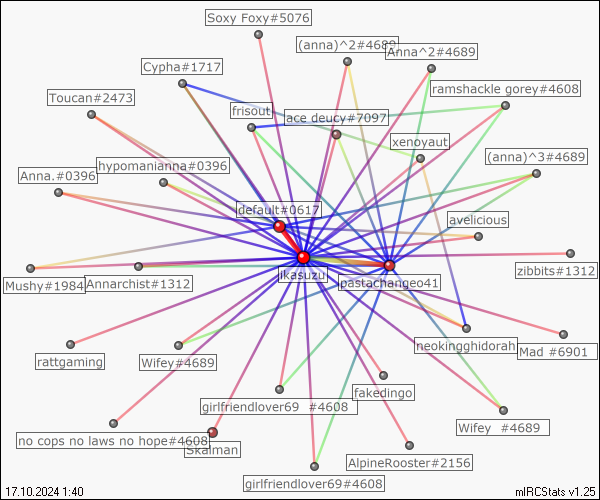 Soxy Foxy#5076
(anna)^2#4689
Anna^2#4689
Cypha#1717
ramshackle gorey#4608
Toucan#2473
frisout
ace deucy#7097
xenoyaut
(anna)^3#4689
hypomanianna#0396
Anna.#0396
default#0617
avelicious
zibbits#1312
ikasuzu
pastachangeo41
Mushy#1984
Annarchist#1312
neokingghidorah
Mad #6901
rattgaming
Wifey#4689
fakedingo
girlfriendlover69 #4608
Wifey #4689
no cops no laws no hope#4608
Skalman
AlpineRooster#2156
girlfriendlover69#4608
17.10.2024 1:40
mIRCStats v1.25